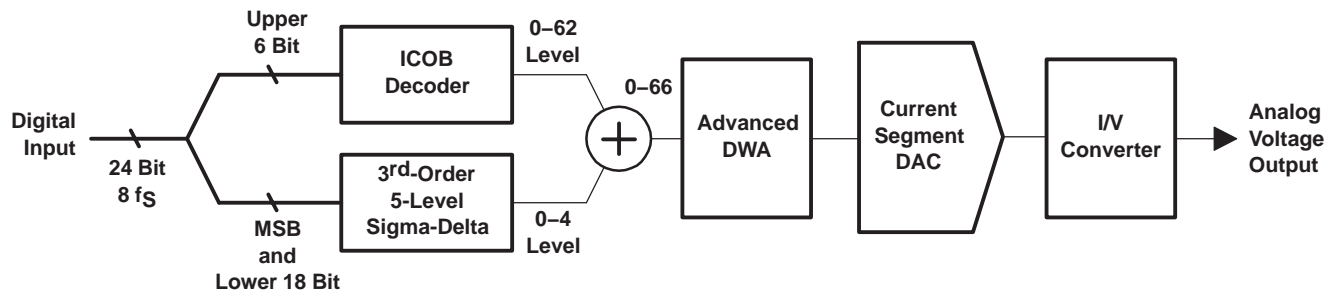 Digital
Input
24 Bit
8 fS
Upper
6 Bit
MSB
and
Lower 18 Bit
ICOB
Decoder
3rd-Order
5-Level
Sigma-Delta
0–62
Level
0–4
Level
0–66
+
Advanced
DWA
Current
Segment
DAC
I/V
Converter
Analog
Voltage
Output